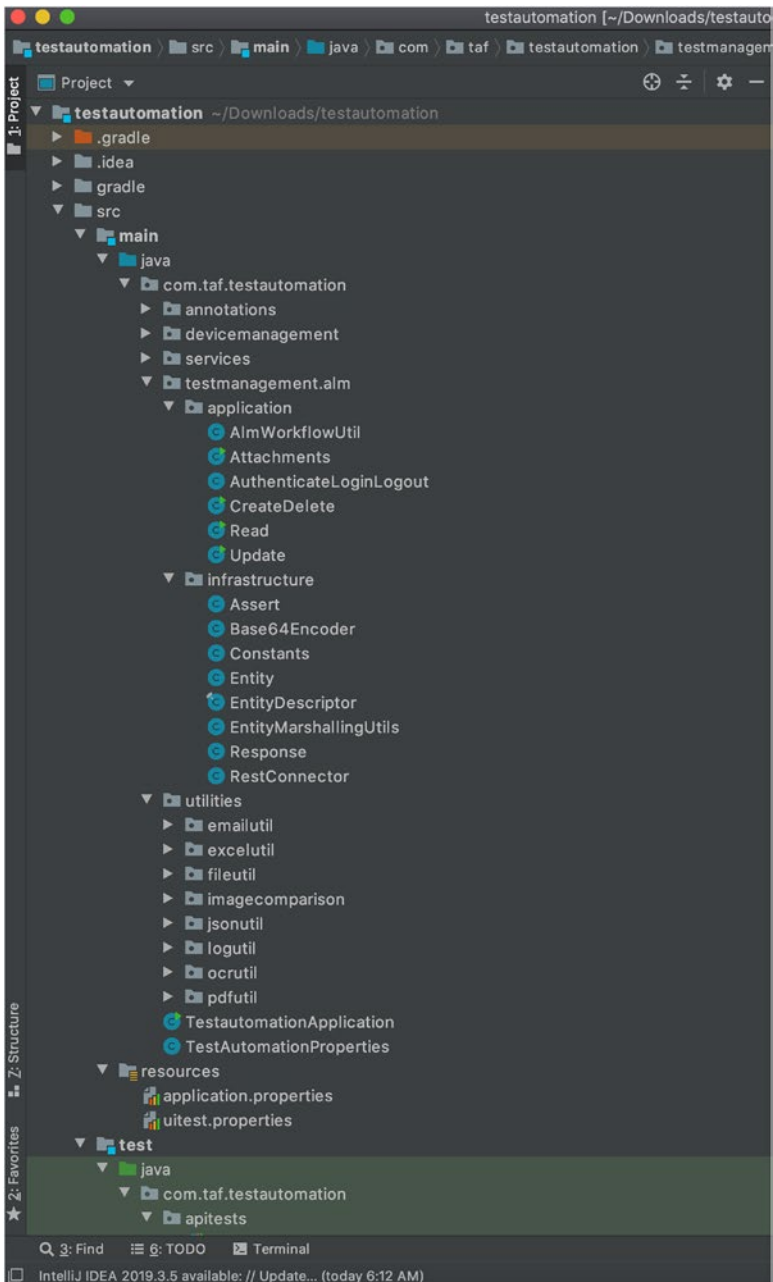 testautomation [~/Downloads/testauto
testautomation src main java com taf testautomation testmanagem
1: Project
Project
testautomation ~/Downloads/testautomation
.gradle
.idea
gradle
src
main
java
com.taf.testautomation
annotations
devicemanagement
services
testmanagement.alm
application
AlmWorkflowUtil
Attachments
AuthenticateLoginLogout
CreateDelete
Read
Update
infrastructure
Assert
Base64Encoder
Constants
Entity
EntityDescriptor
EntityMarshallingUtils
Response
RestConnector
utilities
emailutil
excelutil
fileutil
imagecomparison
jsonutil
logutil
ocrutil
pdfutil
TestautomationApplication
TestAutomationProperties
resources
application.properties
uitest.properties
test
java
com.taf.testautomation
apitests
Z: Structure
2: Favorites
3: Find 6: TODO Terminal
IntelliJ IDEA 2019.3.5 available: // Update... (today 6:12 AM)